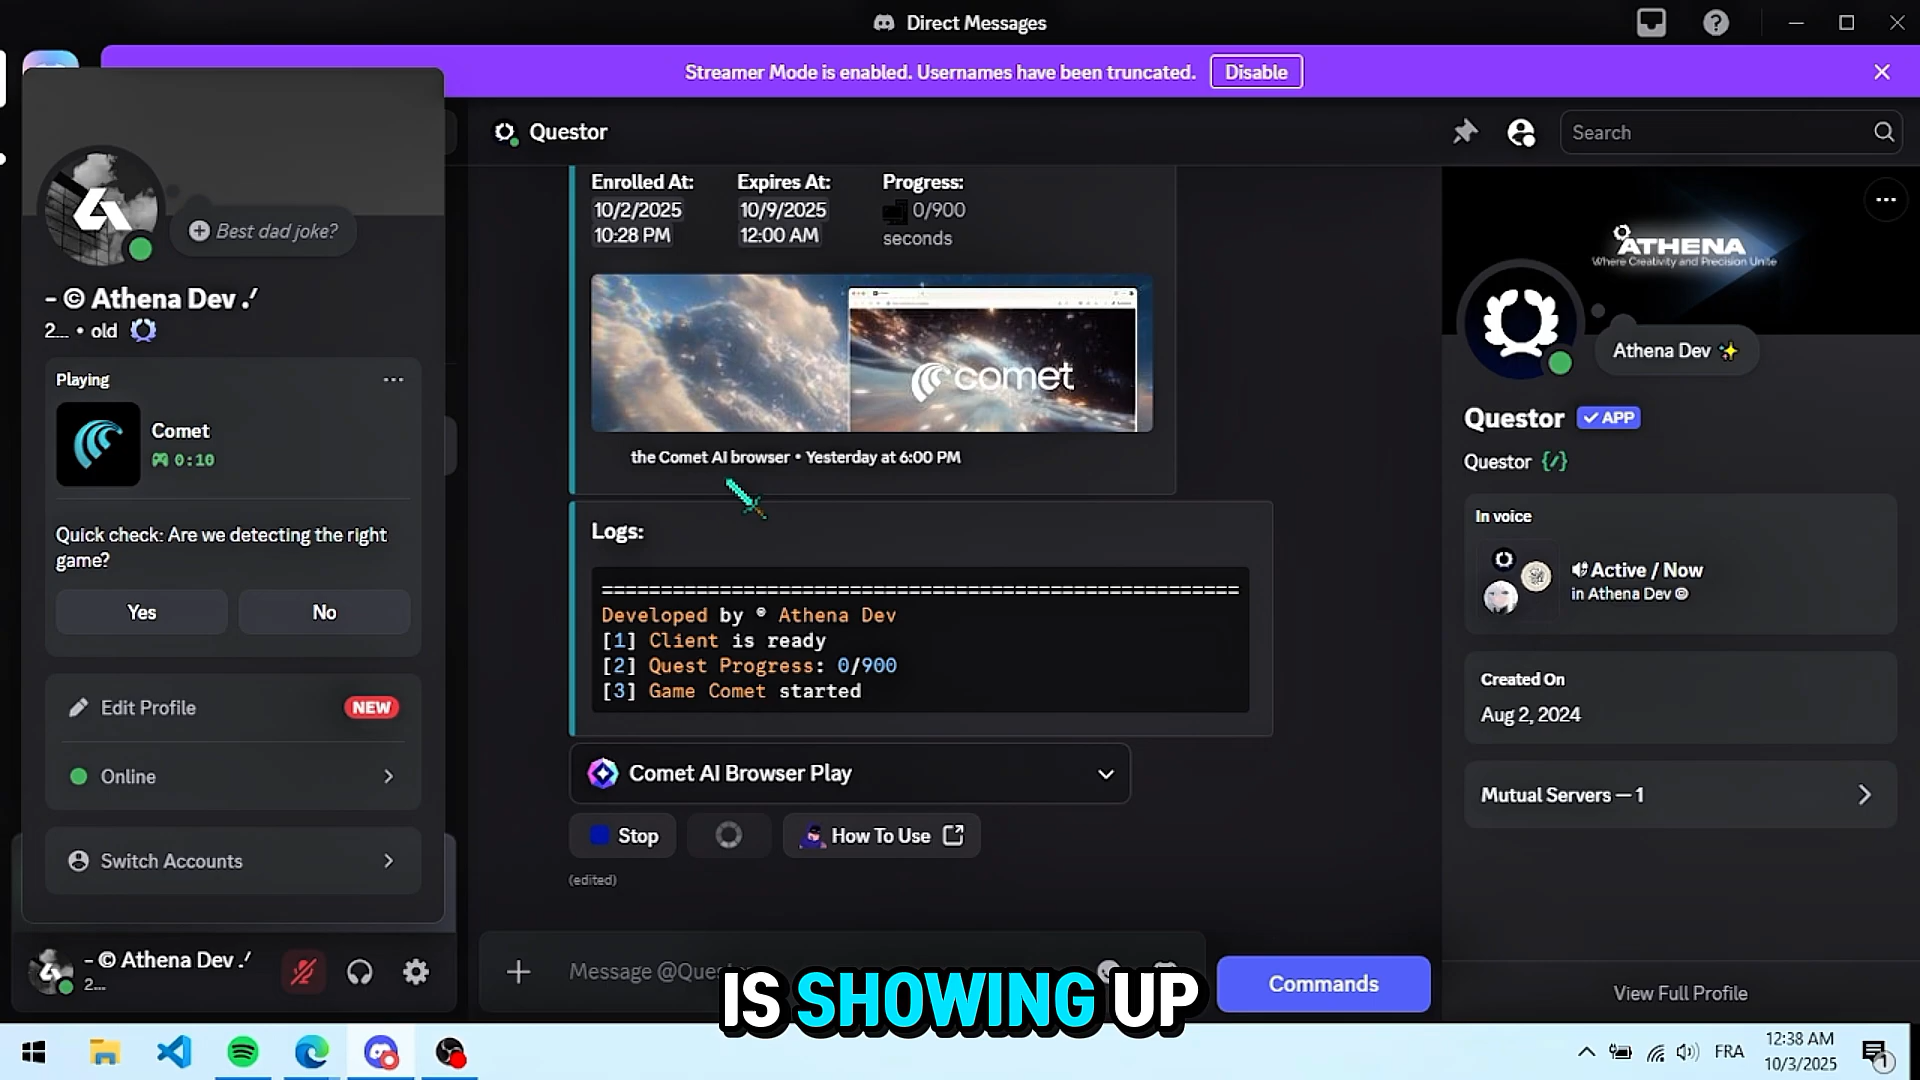 Direct Messages
Streamer Mode is enabled. Usernames have been truncated.
Disable
Best dad joke?
- © Athena Dev .ʹ
2... • old
Playing
Comet
0:10
Quick check: Are we detecting the right
game?
Yes
No
Edit Profile
NEW
Online
Switch Accounts
- © Athena Dev .ʹ
2...
Questor
Search
Enrolled At:
Expires At:
Progress:
10/2/2025
10:28 PM
10/9/2025
12:00 AM
0/900
seconds
comet
the Comet AI browser • Yesterday at 6:00 PM
Logs:
======================================================
Developed by ® Athena Dev
[1] Client is ready
[2] Quest Progress: 0/900
[3] Game Comet started
Comet AI Browser Play
Stop
How To Use
(edited)
Message @Ques
IS SHOWING UP
Commands
ATHENA
Where Creativity and Precision Unite
Athena Dev ✨
Questor
✓ APP
Questor {/}
In voice
Active / Now
in Athena Dev ©
Created On
Aug 2, 2024
Mutual Servers — 1
View Full Profile
FRA
12:38 AM
10/3/2025
1